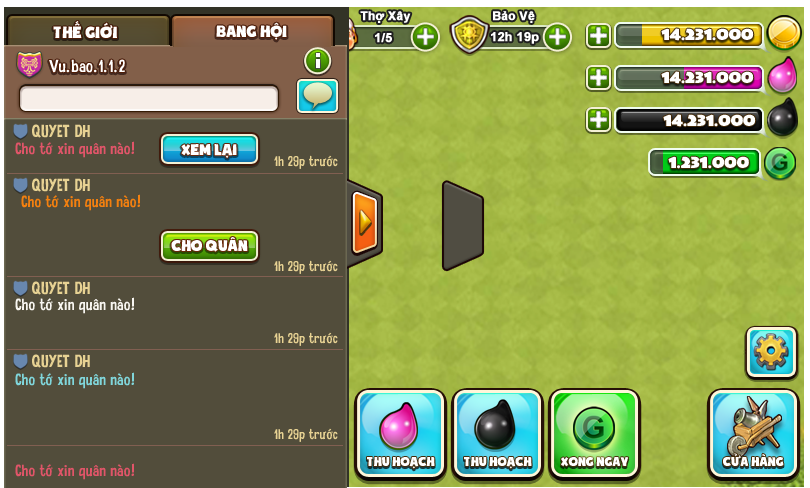 THẾ GIỚI
BANG HỘI
Vu.bao.1.1.2
QUYET DH
Cho tớ xin quân nào!
XEM LẠI
1h 29p trước
QUYET DH
Cho tớ xin quân nào!
CHO QUÂN
1h 29p trước
QUYET DH
Cho tớ xin quân nào!
1h 29p trước
QUYET DH
Cho tớ xin quân nào!
1h 29p trước
Cho tớ xin quân nào!
Thợ Xây
1/5
Bảo Vệ
12h 19p
14.231.000
14.231.000
14.231.000
1.231.000
G
THU HOẠCH
THU HOẠCH
G
XONG NGAY
CỬA HÀNG